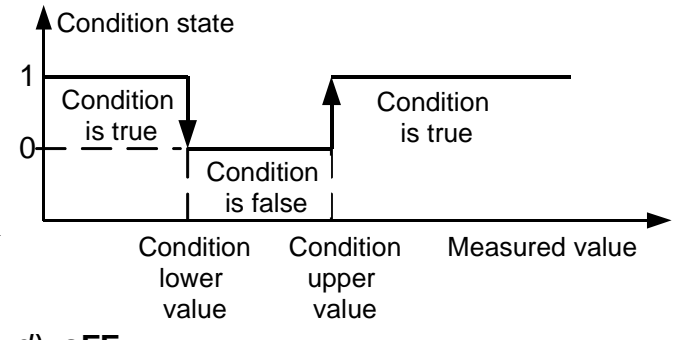 Condition state
1
Condition
is true
Condition
is true
0
Condition
is false
Condition
lower
value
Condition
upper
value
Measured value